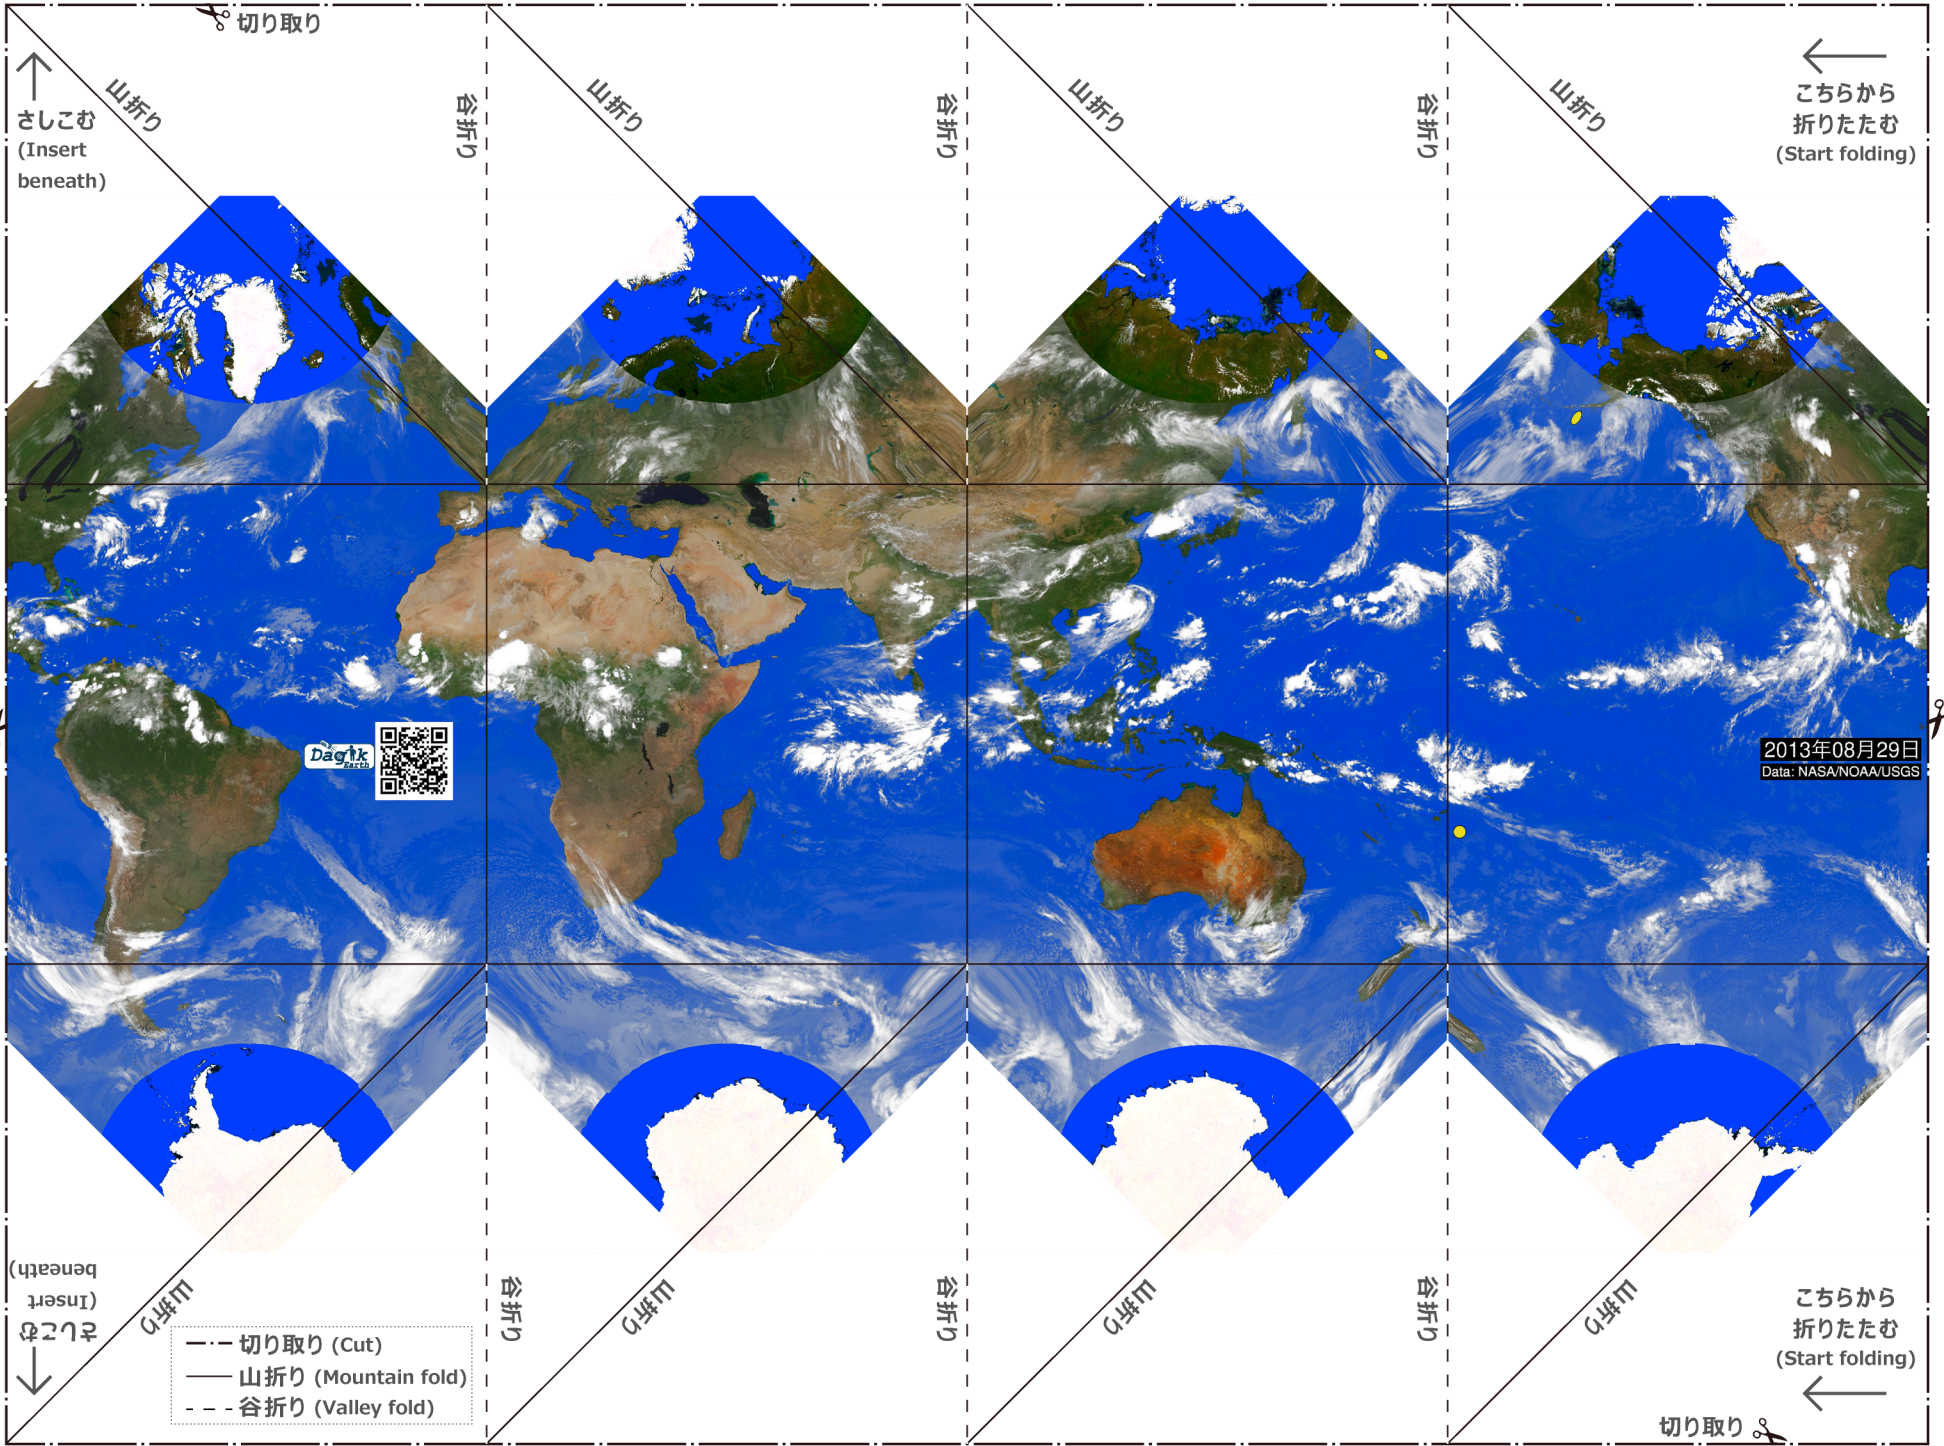 切り取り
山折り
谷折り
山折り
谷折り
山折り
谷折り
山折り
さしこむ
(Insert
beneath)
こちらから
折りたたむ
(Start folding)
Dagik
Earth
2013年08月29日
Data: NASA/NOAA/USGS
さしこむ
(Insert
beneath)
山折り
谷折り
山折り
谷折り
山折り
谷折り
山折り
こちらから
折りたたむ
(Start folding)
切り取り (Cut)
山折り (Mountain fold)
谷折り (Valley fold)
切り取り